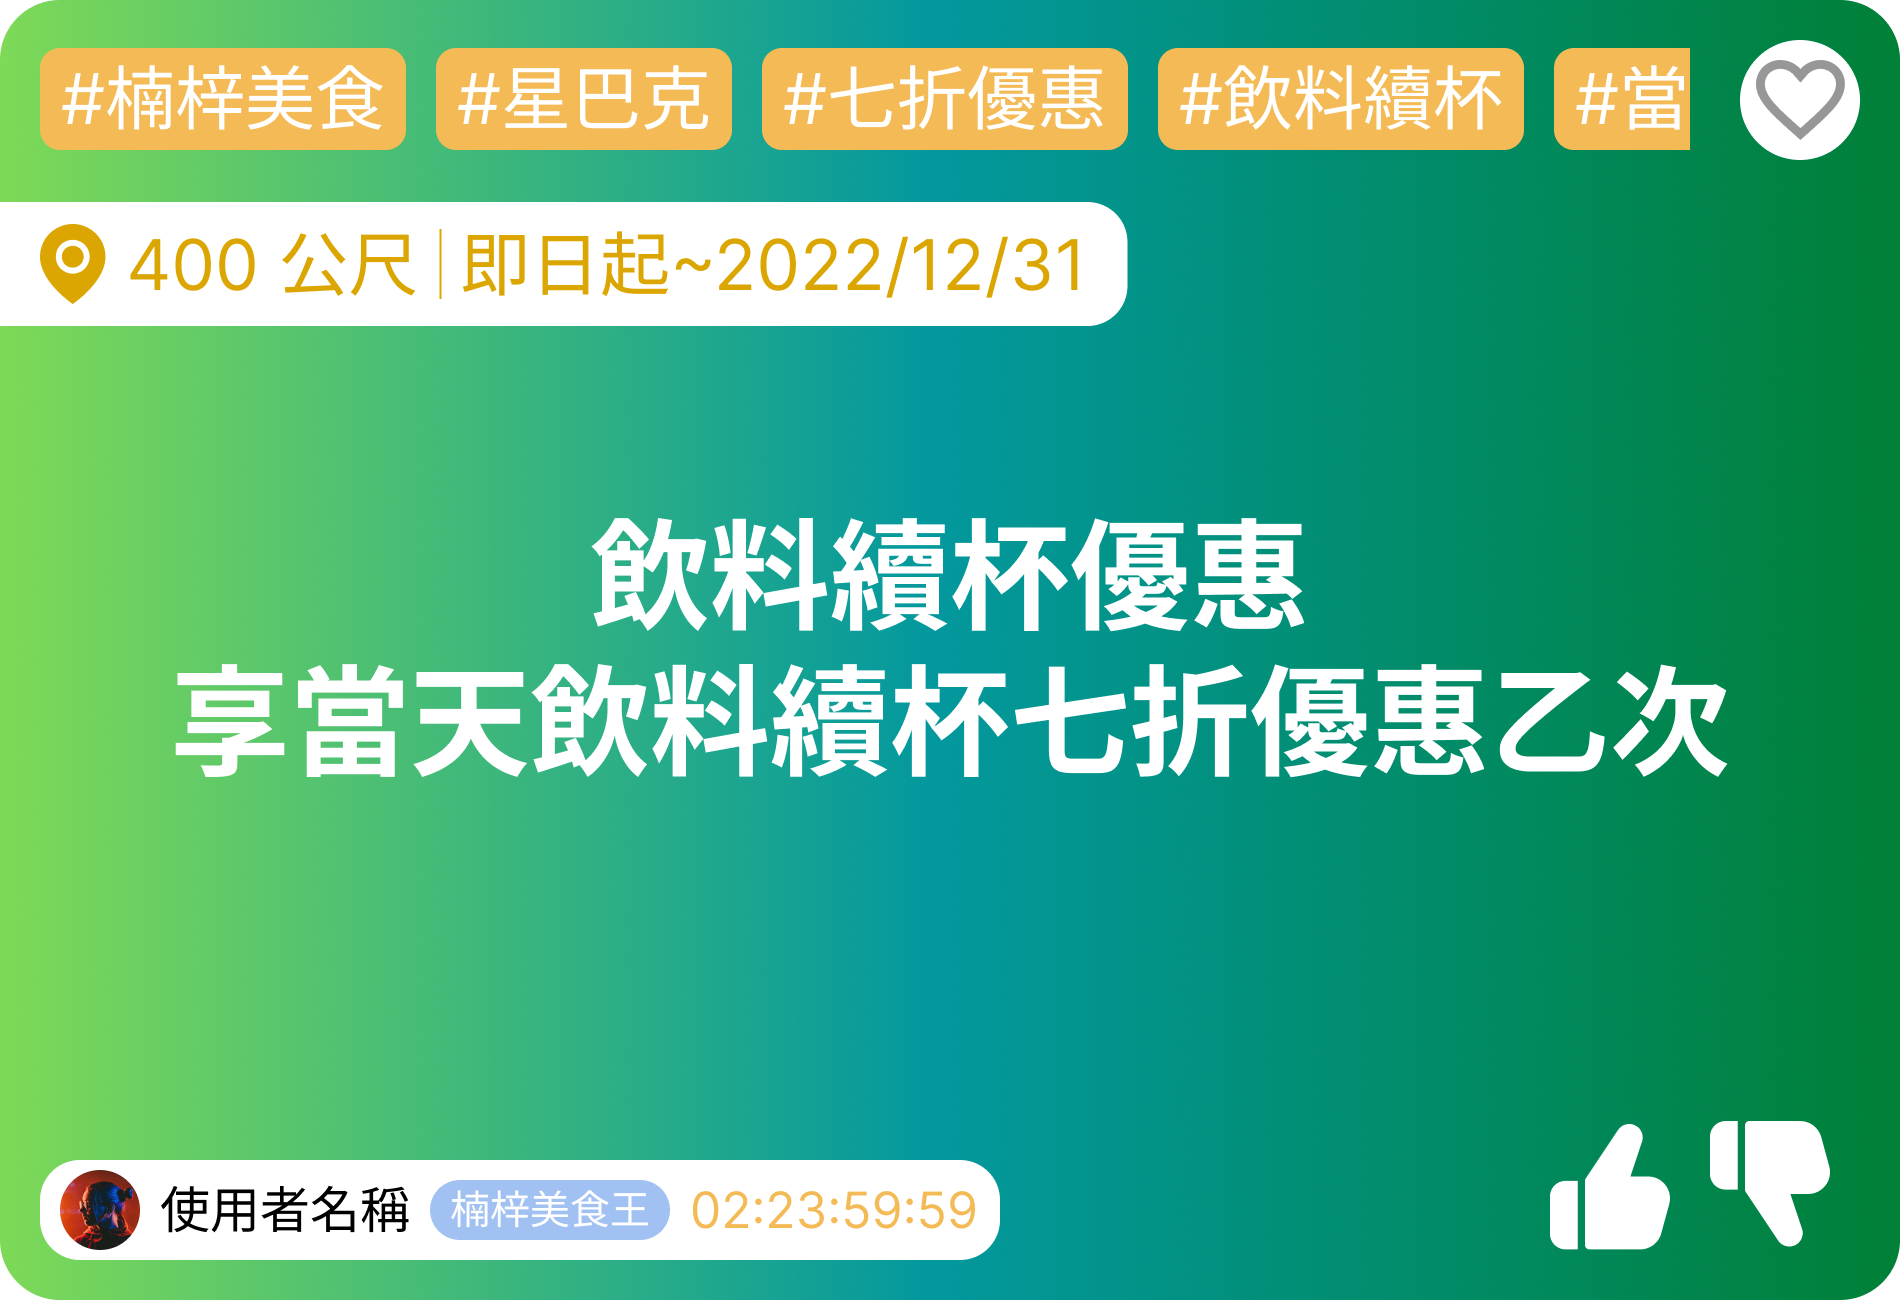 #楠梓美食 #星巴克 #七折優惠 #飲料續杯 #當
400 公尺｜即日起~2022/12/31
飲料續杯優惠
享當天飲料續杯七折優惠乙次
使用者名稱 楠梓美食王 02:23:59:59